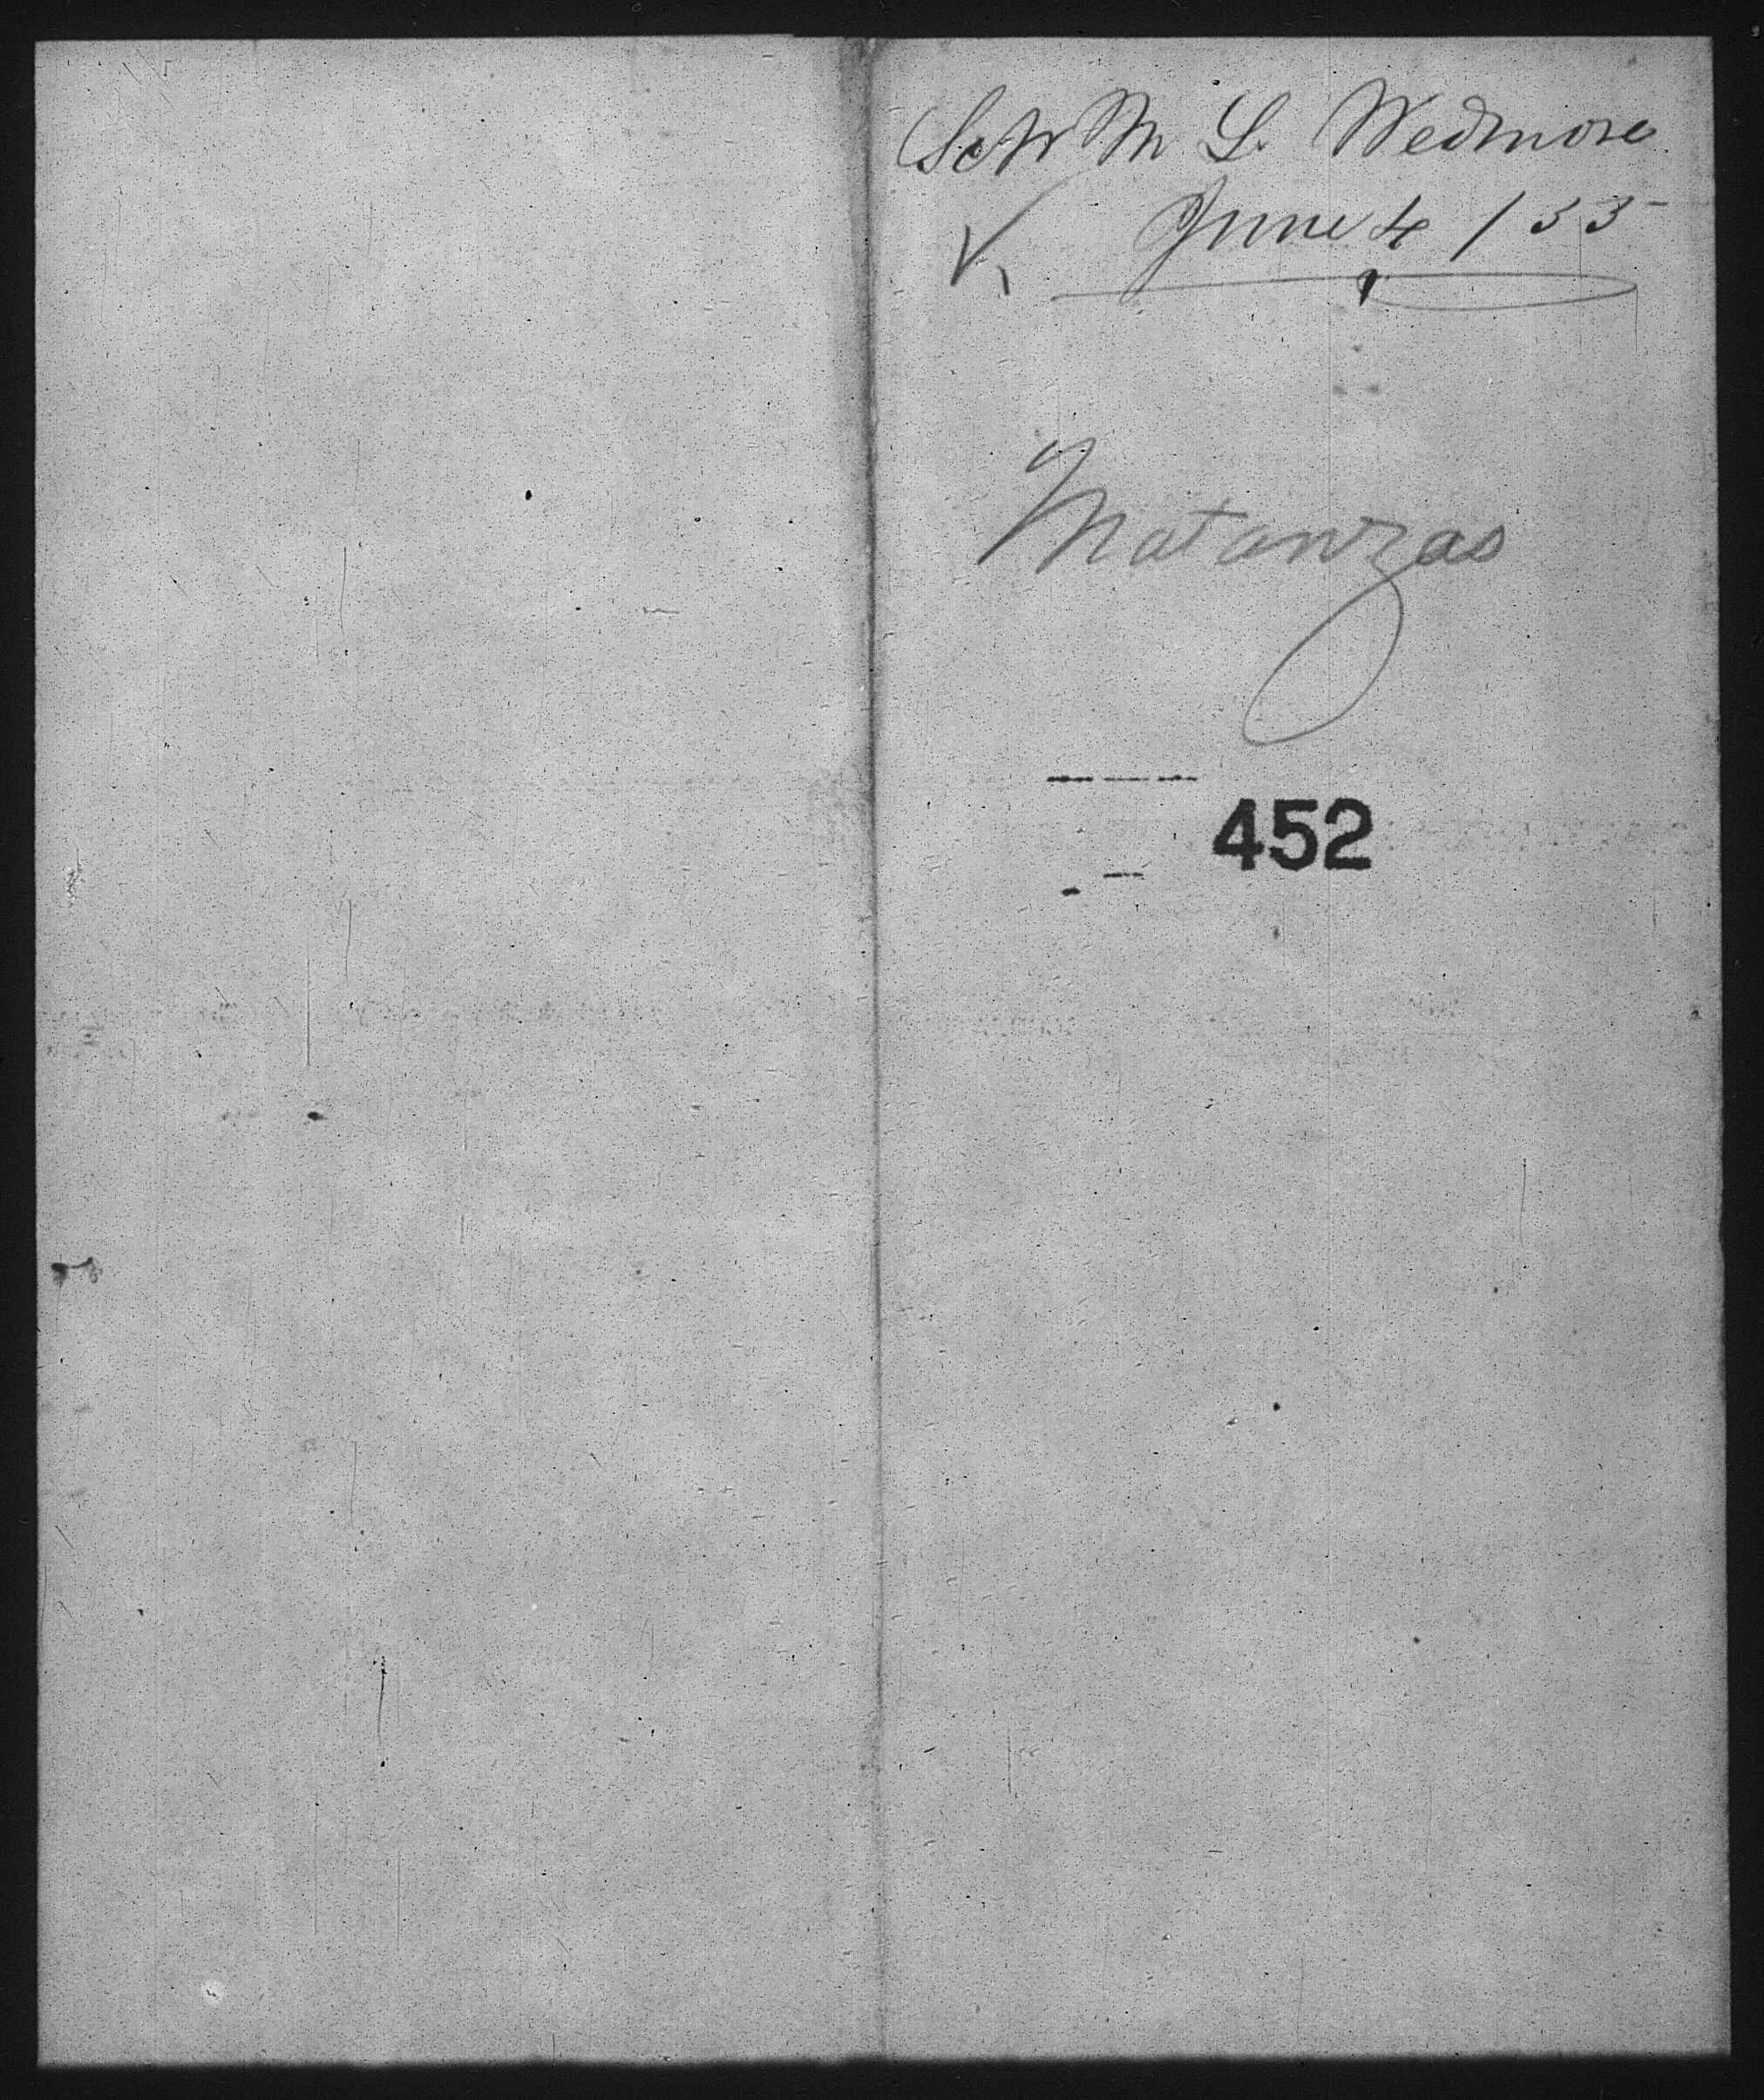 Schr M L. Wedmore
June 4 / 55
Matanzas
452